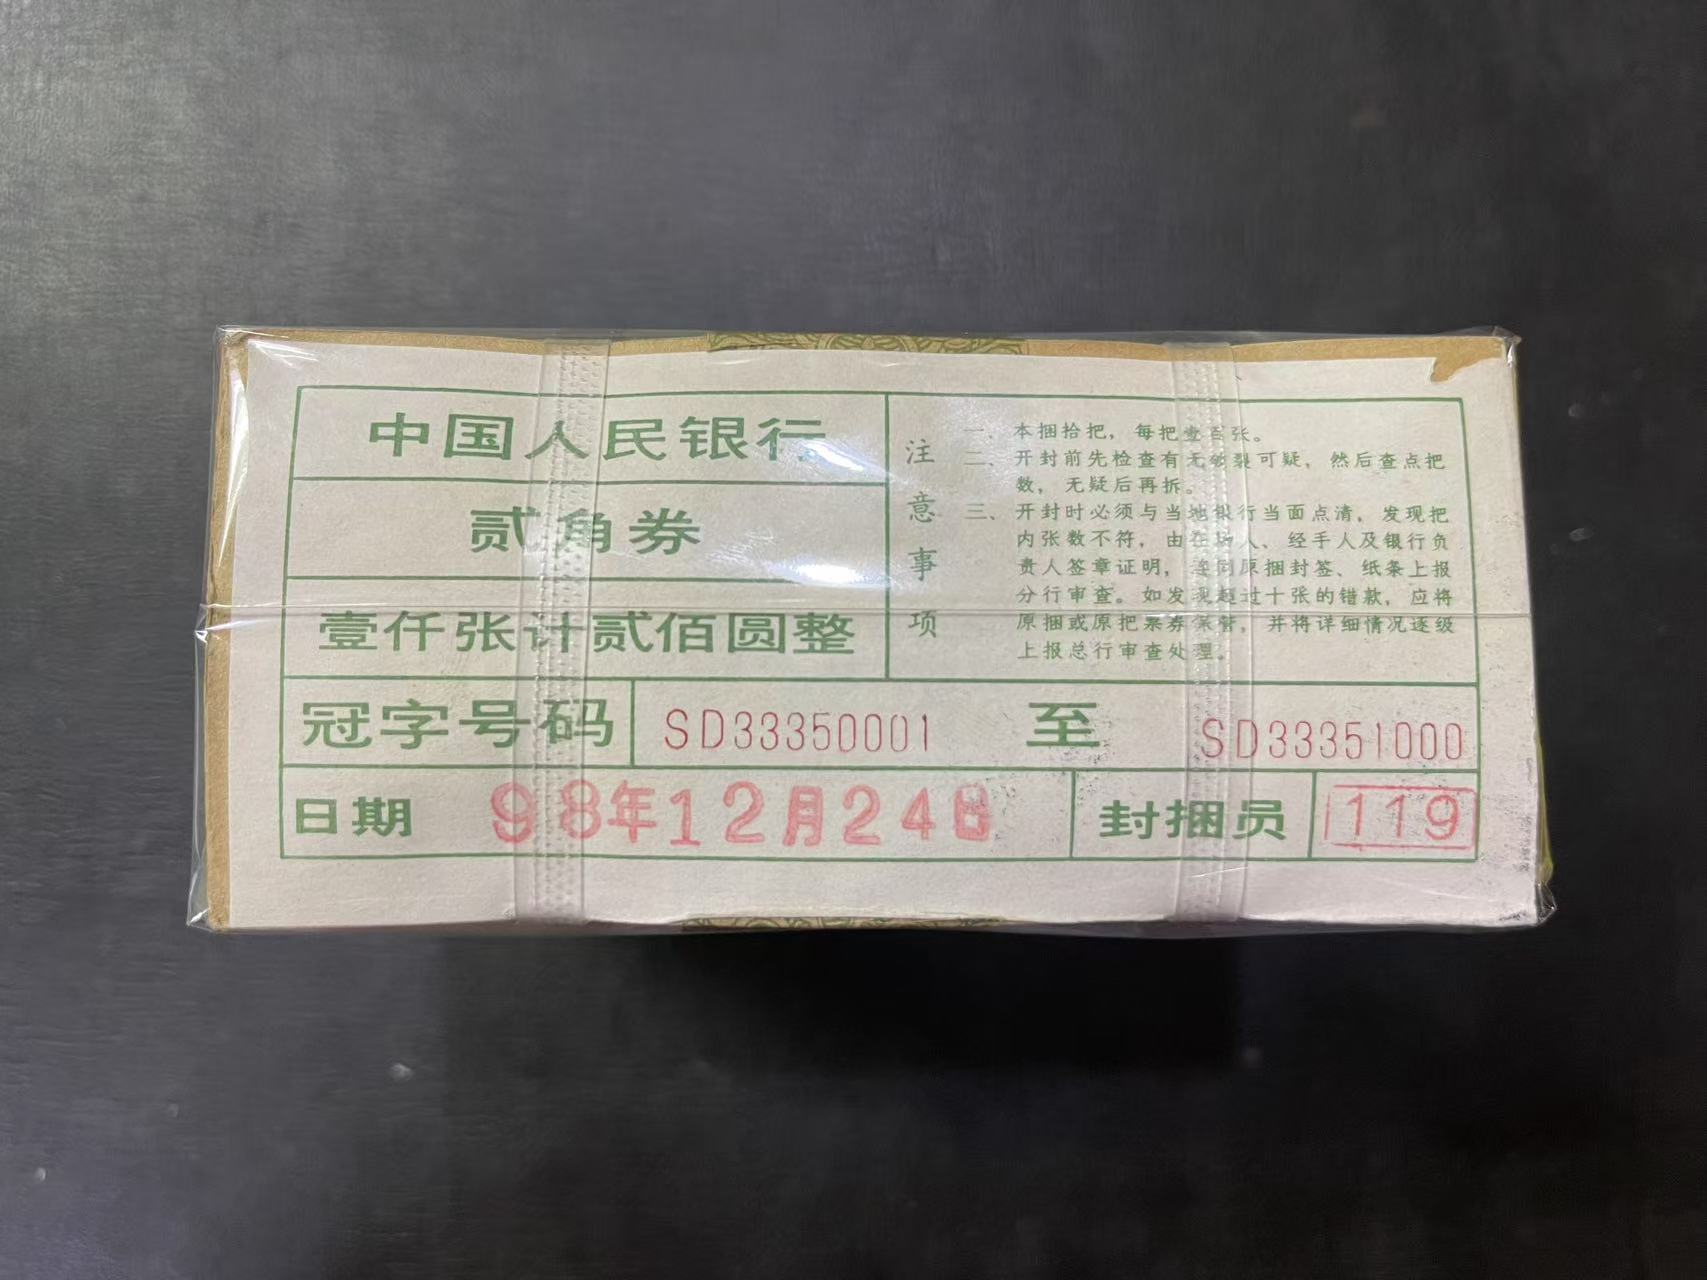 中国人民银行
贰角券
壹仟张计贰佰圆整
注意事项
一、本捆拾把，每把壹百张。
二、开封前先检查有无破裂可疑，然后查点把
数，无疑后再拆。
三、开封时必须与当地银行当面点清，发现把
内张数不符，由在场人、经手人及银行负
责人签章证明，连同原捆封签、纸条上报
分行审查。如发现超过十张的错款，应将
原捆或原把票券保管，并将详细情况逐级
上报总行审查处理。
冠字号码 SD33350001 至 SD33351000
日期 98年12月24日 封捆员 119